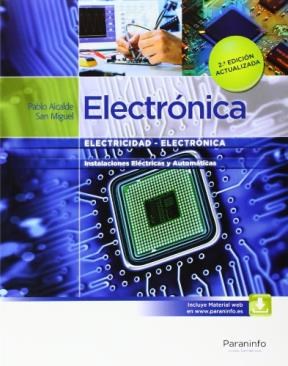 2.ª EDICIÓN
ACTUALIZADA
Pablo Alcalde
San Miguel
Electrónica
ELECTRICIDAD - ELECTRÓNICA
Instalaciones Eléctricas y Automáticas
Incluye Material web
en www.paraninfo.es
Paraninfo